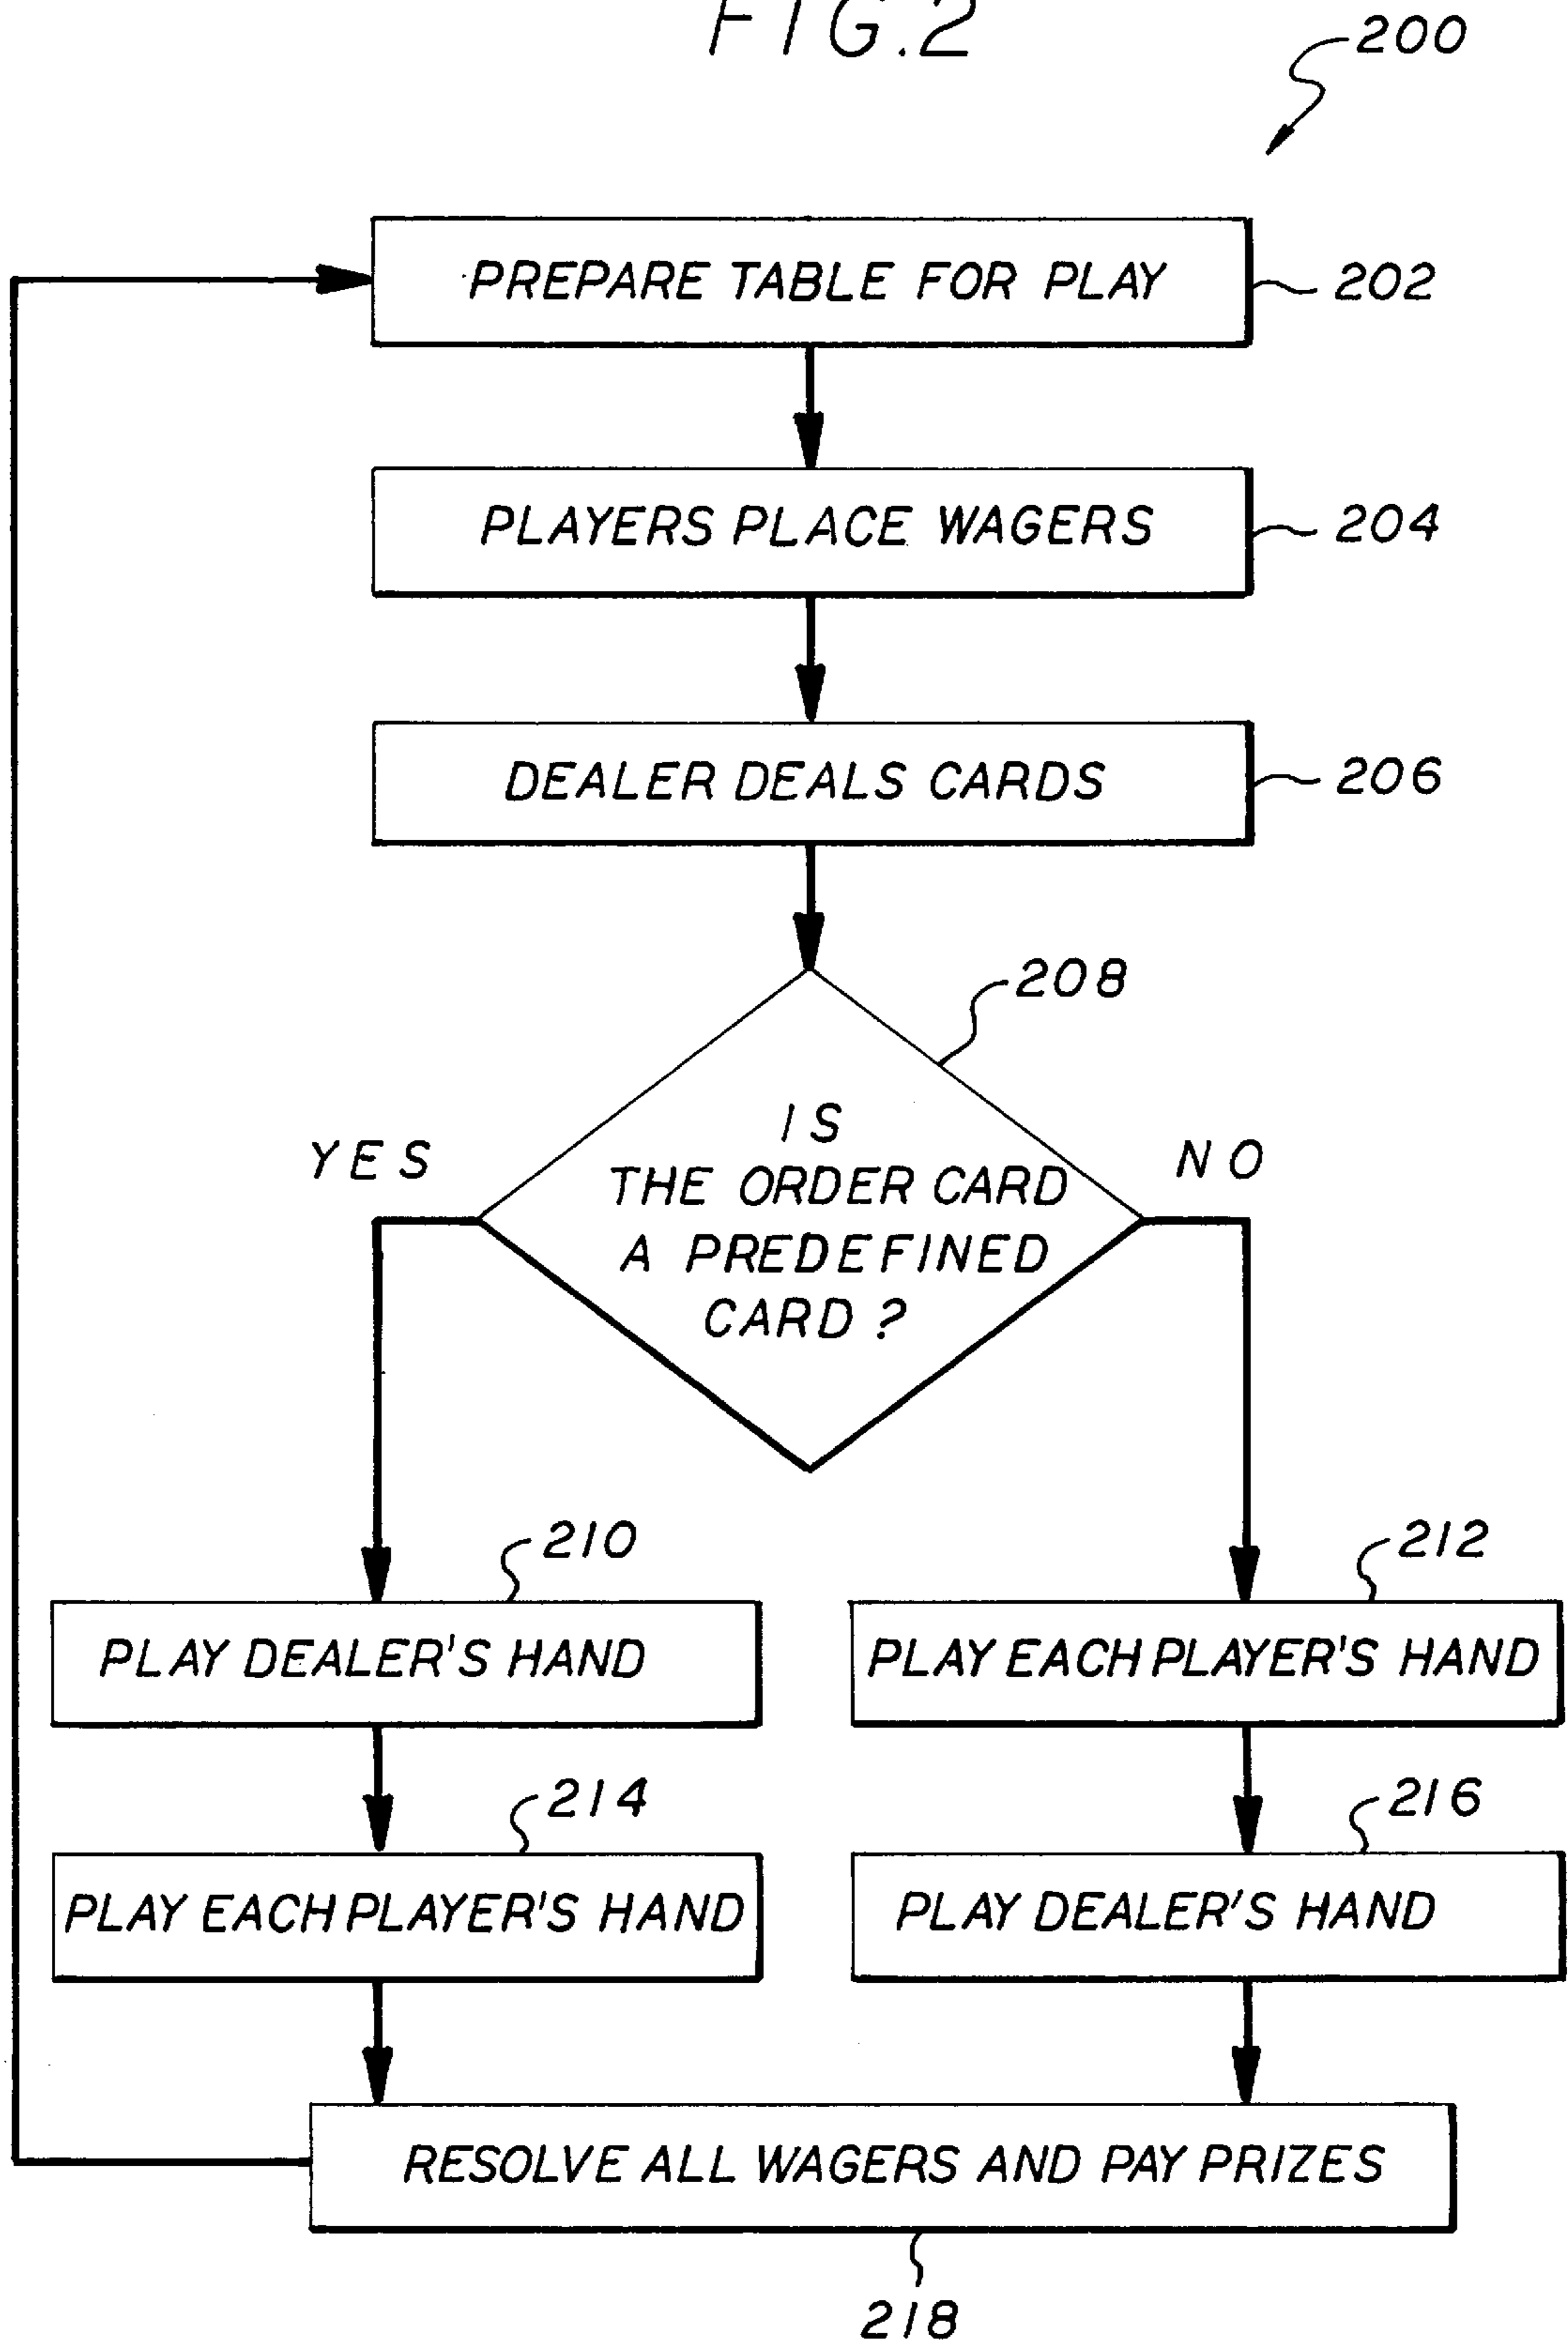 FIG.2
200
PREPARE TABLE FOR PLAY
202
PLAYERS PLACE WAGERS
204
DEALER DEALS CARDS
206
208
IS
THE ORDER CARD
A PREDEFINED
CARD?
YES
NO
210
212
PLAY DEALER'S HAND
PLAY EACH PLAYER'S HAND
214
216
PLAY EACH PLAYER'S HAND
PLAY DEALER'S HAND
RESOLVE ALL WAGERS AND PAY PRIZES
218